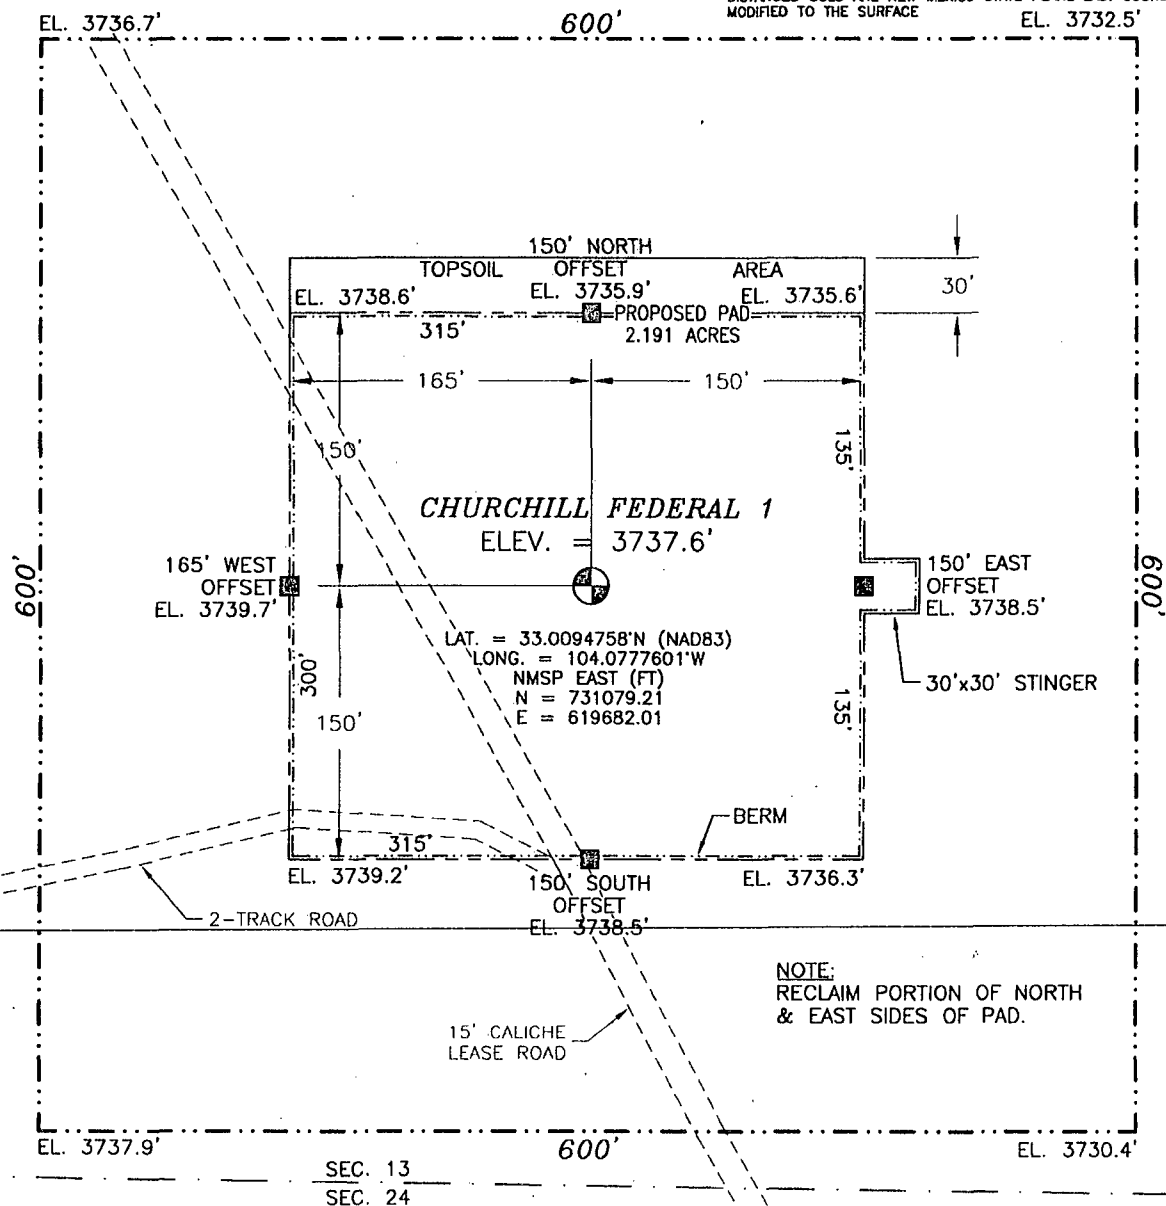 MODIFIED TO THE SURFACE
EL. 3736.7'
600'
EL. 3732.5'
150' NORTH
TOPSOIL OFFSET AREA
EL. 3738.6' EL. 3735.9' EL. 3735.6'
30'
PROPOSED PAD
315'
2.191 ACRES
165' 150'
150'
135'
CHURCHILL FEDERAL 1
ELEV. = 3737.6'
165' WEST
OFFSET
EL. 3739.7'
150' EAST
OFFSET
EL. 3738.5'
600'
600'
LAT. = 33.0094758'N (NAD83)
LONG. = 104.0777601'W
NMSP EAST (FT)
N = 731079.21
E = 619682.01
300'
150'
135'
30'x30' STINGER
BERM
315'
EL. 3739.2'
150' SOUTH
OFFSET
EL. 3738.5'
EL. 3736.3'
2-TRACK ROAD
NOTE:
RECLAIM PORTION OF NORTH
& EAST SIDES OF PAD.
15' CALICHE
LEASE ROAD
EL. 3737.9'
600'
EL. 3730.4'
SEC. 13
SEC. 24